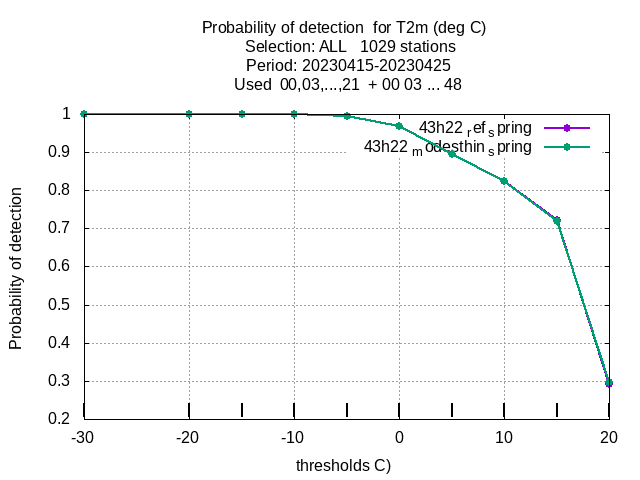 Probability of detection  for T2m (deg C)
Selection: ALL   1029 stations
Period: 20230415-20230425
Used  00,03,...,21  + 00 03 ... 48
43h22refspring
43h22modesthinspring
Probability of detection
1
0.9
0.8
0.7
0.6
0.5
0.4
0.3
0.2
-30 -20 -10 0 10 20
thresholds C)